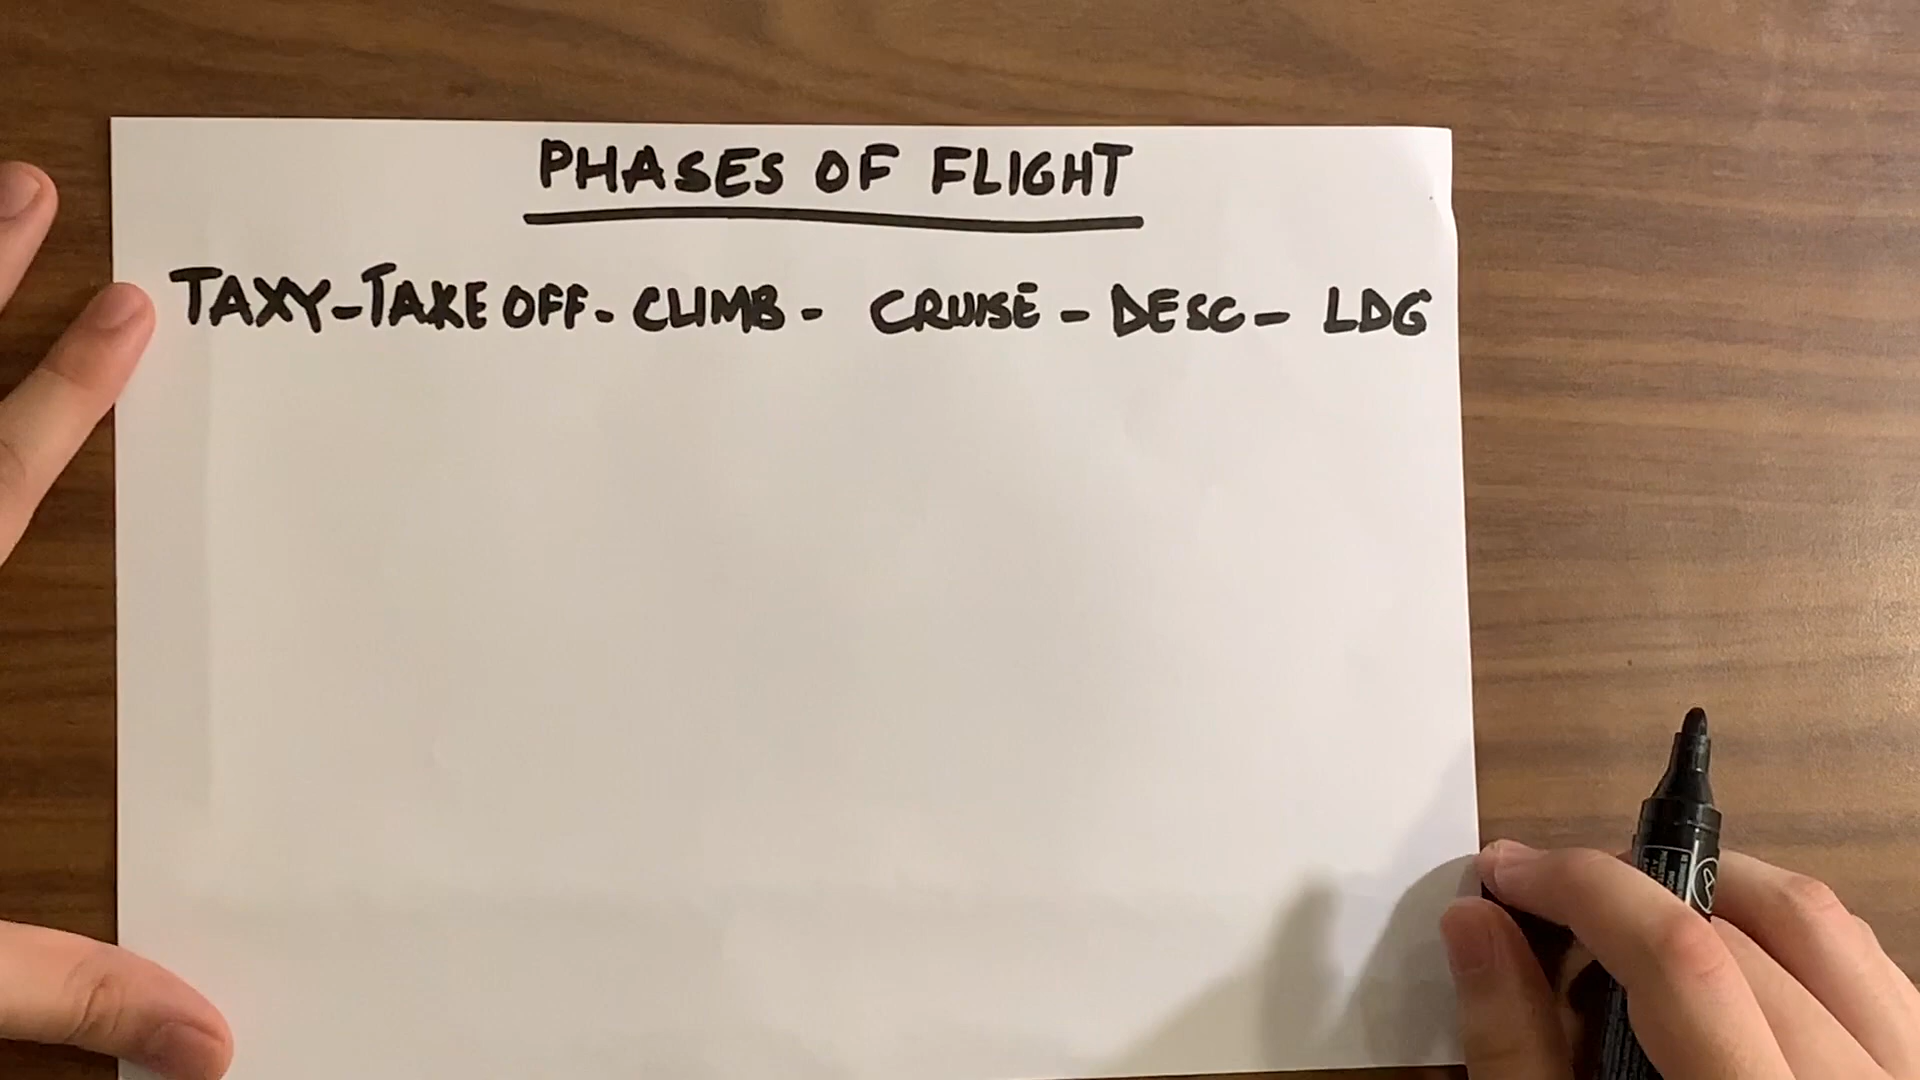 PHASES OF FLIGHT
TAXY-TAKE OFF- CLIMB - CRUISE - DESC - LDG